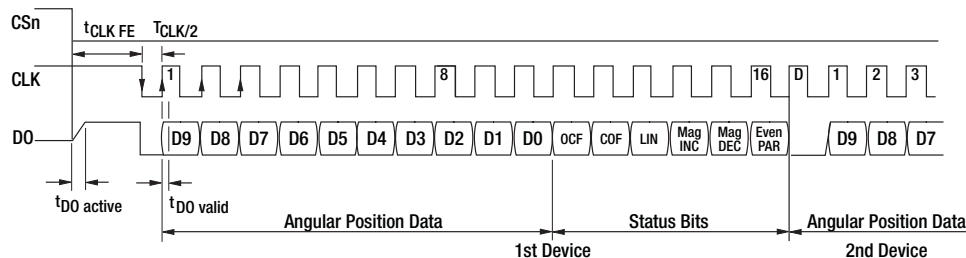 CSn
tCLK FE TCLK/2
CLK 1 8 16 D 1 2 3
DO D9 D8 D7 D6 D5 D4 D3 D2 D1 D0 OCF COF LIN Mag INC Mag DEC Even PAR D9 D8 D7
tDO active
tDO valid
Angular Position Data Status Bits Angular Position Data
1st Device 2nd Device